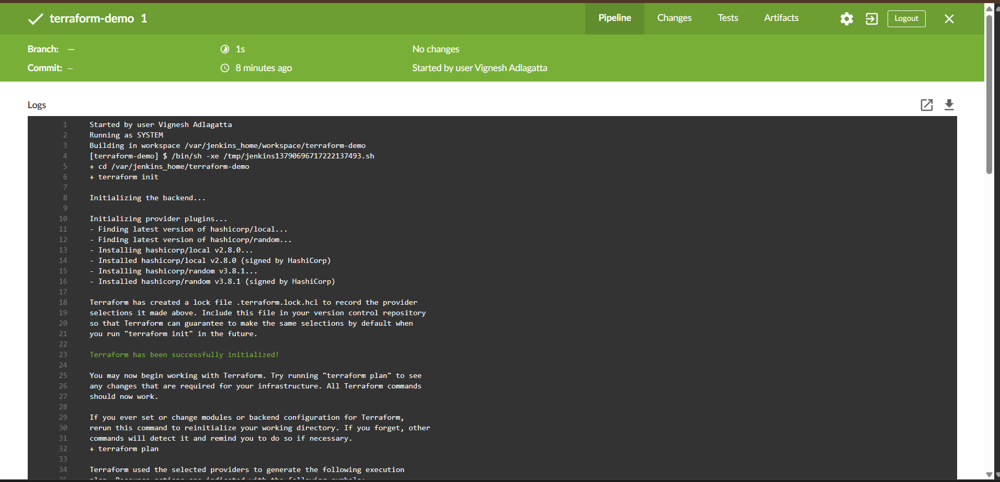 terraform-demo 1
Pipeline
Changes
Tests
Artifacts
Logout
Branch: —
1s
No changes
Commit: —
8 minutes ago
Started by user Vignesh Adlagatta
Logs
1 Started by user Vignesh Adlagatta
2 Running as SYSTEM
3 Building in workspace /var/jenkins_home/workspace/terraform-demo
4 [terraform-demo] $ /bin/sh -xe /tmp/jenkins13790696717222137493.sh
5 + cd /var/jenkins_home/terraform-demo
6 + terraform init
7
8 Initializing the backend...
9
10 Initializing provider plugins...
11 - Finding latest version of hashicorp/local...
12 - Finding latest version of hashicorp/random...
13 - Installing hashicorp/local v2.8.0...
14 - Installed hashicorp/local v2.8.0 (signed by HashiCorp)
15 - Installing hashicorp/random v3.8.1...
16 - Installed hashicorp/random v3.8.1 (signed by HashiCorp)
17
18 Terraform has created a lock file .terraform.lock.hcl to record the provider
19 selections it made above. Include this file in your version control repository
20 so that Terraform can guarantee to make the same selections by default when
21 you run "terraform init" in the future.
22
23 Terraform has been successfully initialized!
24
25 You may now begin working with Terraform. Try running "terraform plan" to see
26 any changes that are required for your infrastructure. All Terraform commands
27 should now work.
28
29 If you ever set or change modules or backend configuration for Terraform,
30 rerun this command to reinitialize your working directory. If you forget, other
31 commands will detect it and remind you to do so if necessary.
32 + terraform plan
33
34 Terraform used the selected providers to generate the following execution
35 plan. Resource actions are indicated with the following symbols: